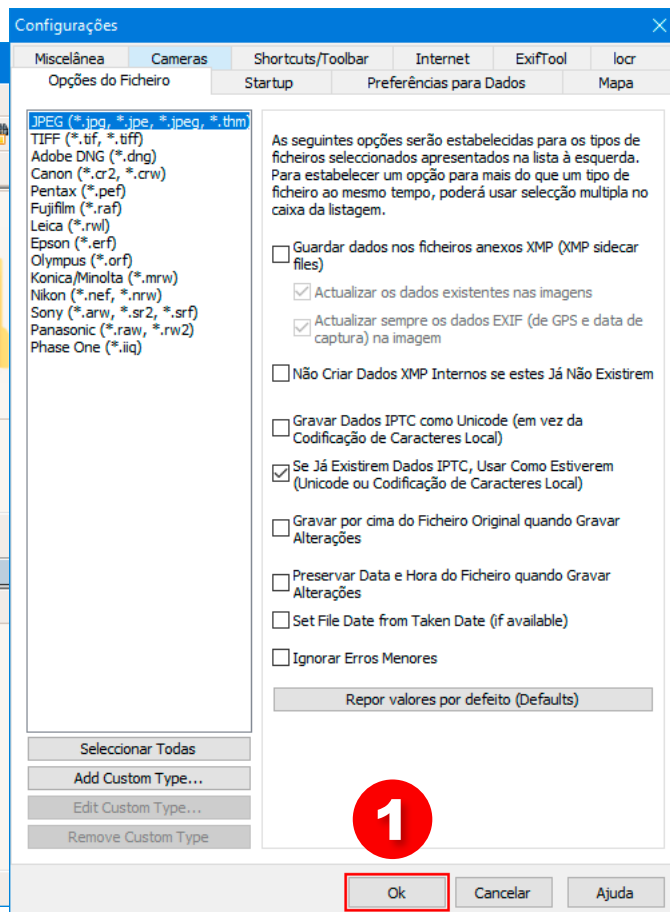 Configurações
Miscelânea Cameras Shortcuts/Toolbar Internet ExifTool locr
Opções do Ficheiro Startup Preferências para Dados Mapa
JPEG (*.jpg, *.jpe, *.jpeg, *.thm)
TIFF (*.tif, *.tiff)
Adobe DNG (*.dng)
Canon (*.cr2, *.crw)
Pentax (*.pef)
Fujifilm (*.raf)
Leica (*.rwl)
Epson (*.erf)
Olympus (*.orf)
Konica/Minolta (*.mrw)
Nikon (*.nef, *.nrw)
Sony (*.arw, *.sr2, *.srf)
Panasonic (*.raw, *.rw2)
Phase One (*.iiq)
Seleccionar Todas
Add Custom Type...
Edit Custom Type...
Remove Custom Type
As seguintes opções serão estabelecidas para os tipos de
ficheiros seleccionados apresentados na lista à esquerda.
Para estabelecer um opção para mais do que um tipo de
ficheiro ao mesmo tempo, poderá usar selecção multipla no
caixa da listagem.
Guardar dados nos ficheiros anexos XMP (XMP sidecar
files)
Actualizar os dados existentes nas imagens
Actualizar sempre os dados EXIF (de GPS e data de
captura) na imagem
Não Criar Dados XMP Internos se estes Já Não Existirem
Gravar Dados IPTC como Unicode (em vez da
Codificação de Caracteres Local)
Se Já Existirem Dados IPTC, Usar Como Estiverem
(Unicode ou Codificação de Caracteres Local)
Gravar por cima do Ficheiro Original quando Gravar
Alterações
Preservar Data e Hora do Ficheiro quando Gravar
Alterações
Set File Date from Taken Date (if available)
Ignorar Erros Menores
Repor valores por defeito (Defaults)
1
Ok Cancelar Ajuda